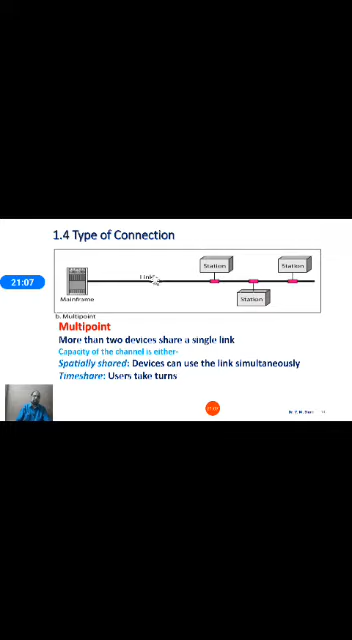 1.4 Type of Connection
Station
Station
Link
21:07
Mainframe
Station
b. Multipoint
Multipoint
More than two devices share a single link
Capacity of the channel is either-
Spatially shared: Devices can use the link simultaneously
Timeshare: Users take turns